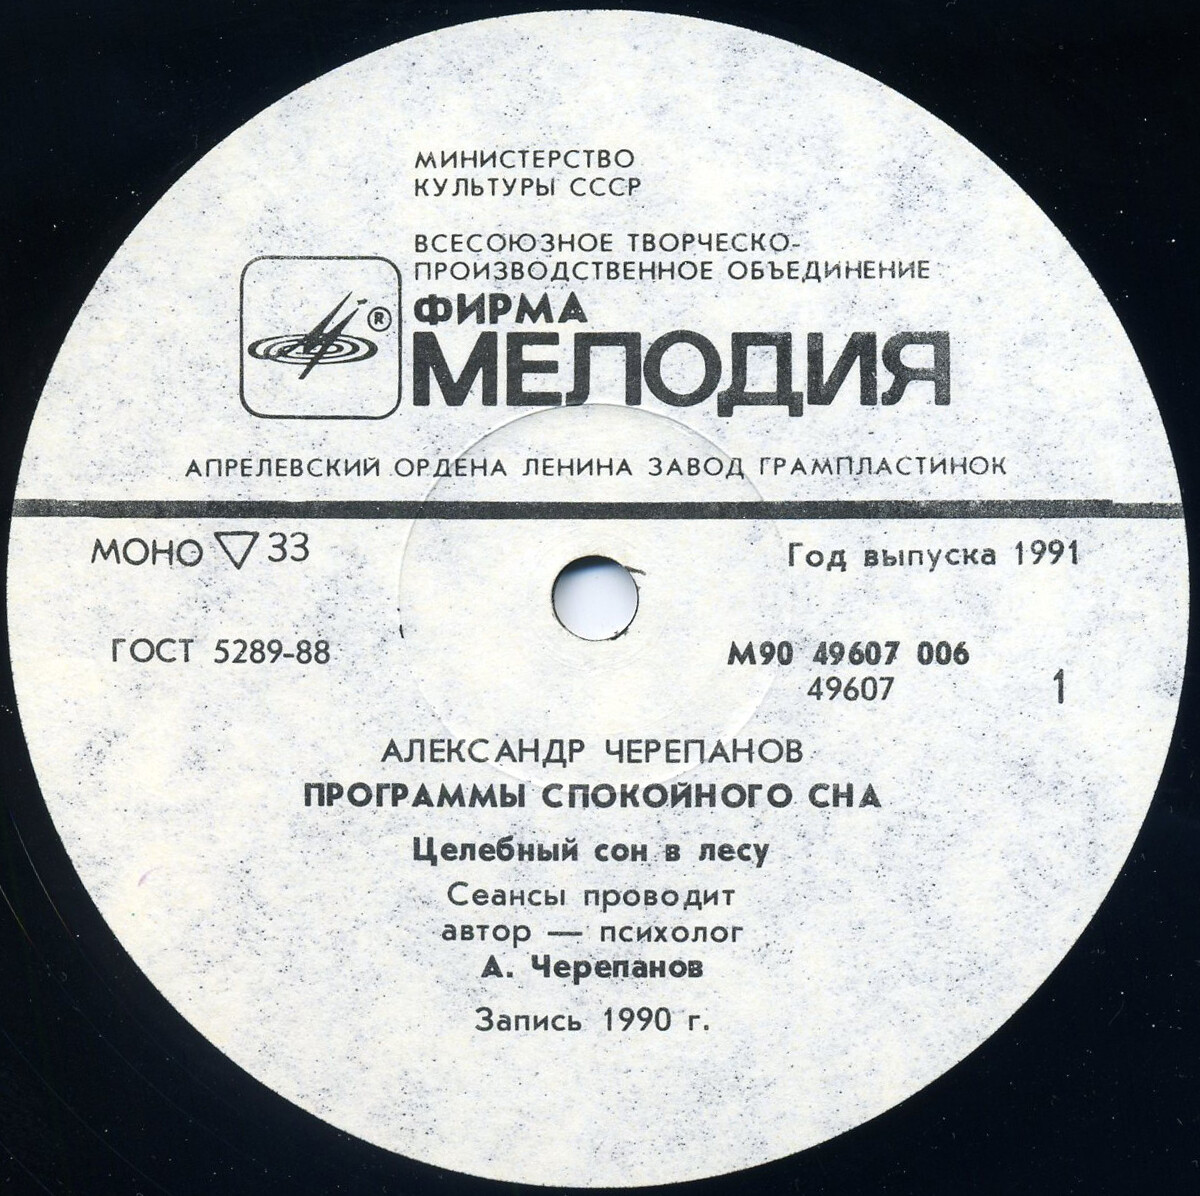 МИНИСТЕРСТВО
КУЛЬТУРЫ СССР
ВСЕСОЮЗНОЕ ТВОРЧЕСКО-
ПРОИЗВОДСТВЕННОЕ ОБЪЕДИНЕНИЕ
ФИРМА
®
МЕЛОДИЯ
АПРЕЛЕВСКИЙ ОРДЕНА ЛЕНИНА ЗАВОД ГРАМПЛАСТИНОК
МОНО ▽ 33
Год выпуска 1991
ГОСТ 5289-88
М90 49607 006
49607
1
АЛЕКСАНДР ЧЕРЕПАНОВ
ПРОГРАММЫ СПОКОЙНОГО СНА
Целебный сон в лесу
Сеансы проводит
автор — психолог
А. Черепанов
Запись 1990 г.